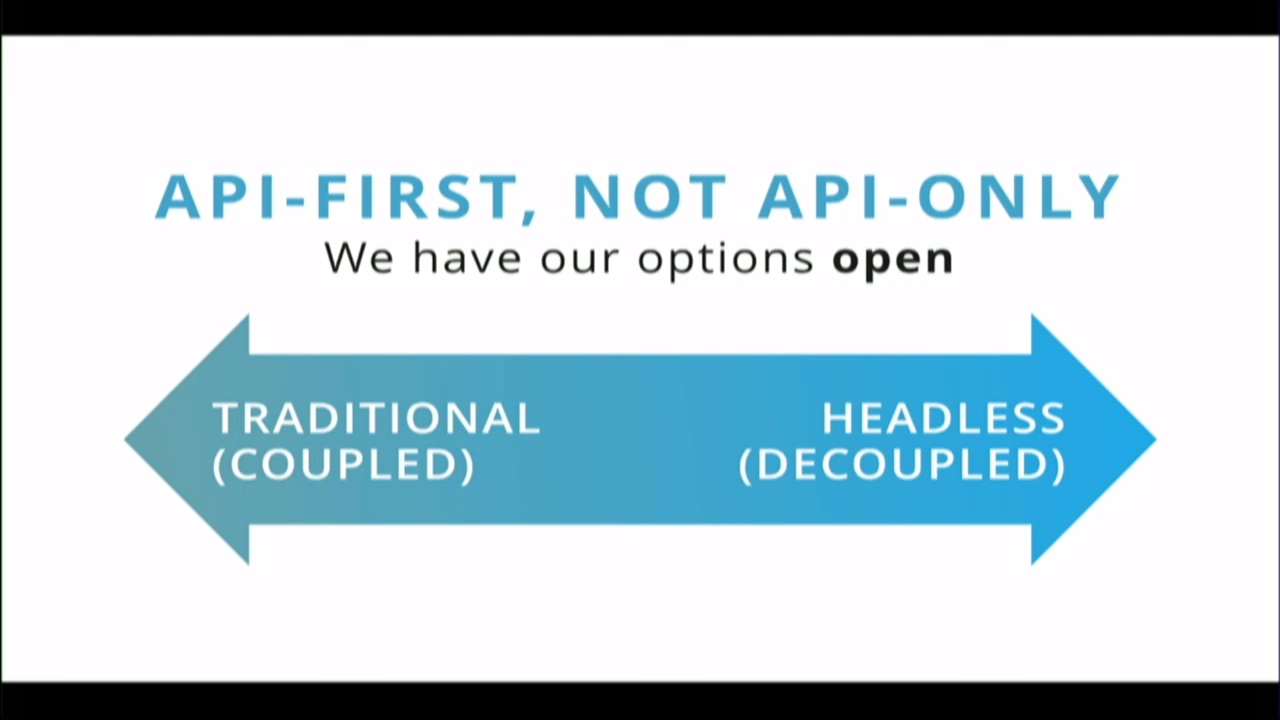 API-FIRST, NOT API-ONLY
We have our options open
TRADITIONAL
(COUPLED)
HEADLESS
(DECOUPLED)